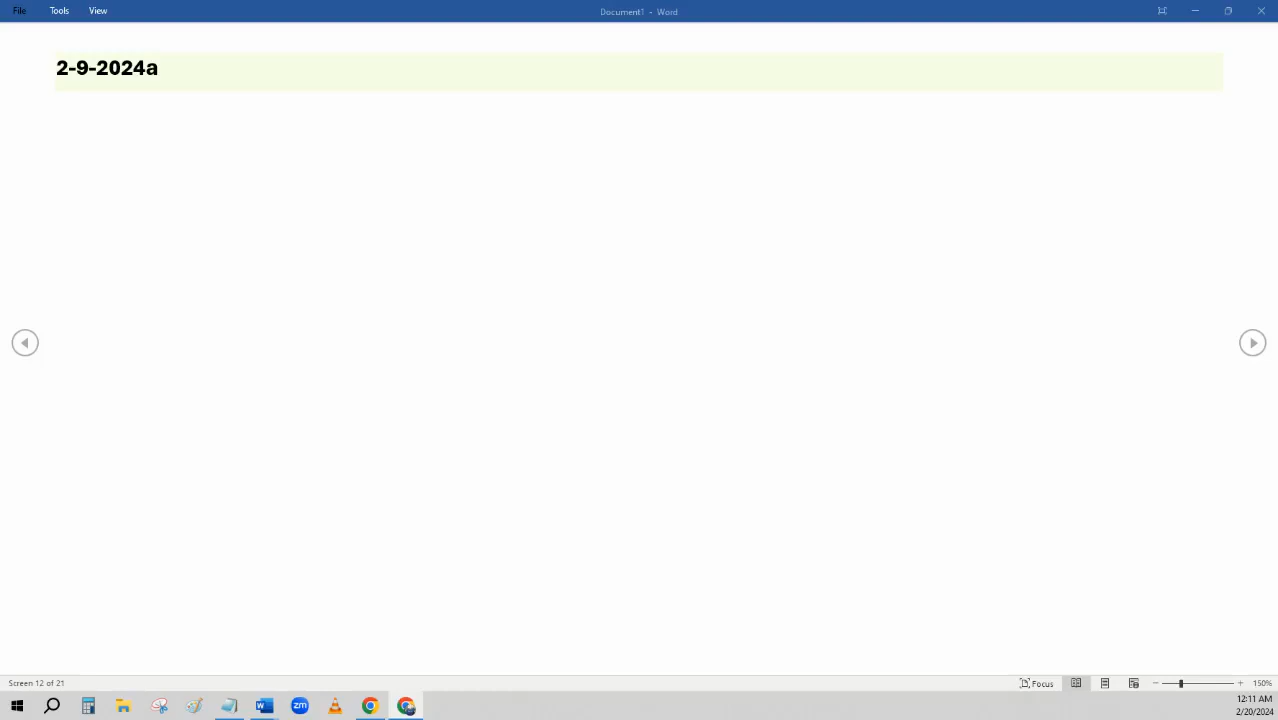 File Tools View Document1 - Word
2-9-2024a
Screen 12 of 21 Focus 150%
W zm
12:11 AM
2/20/2024